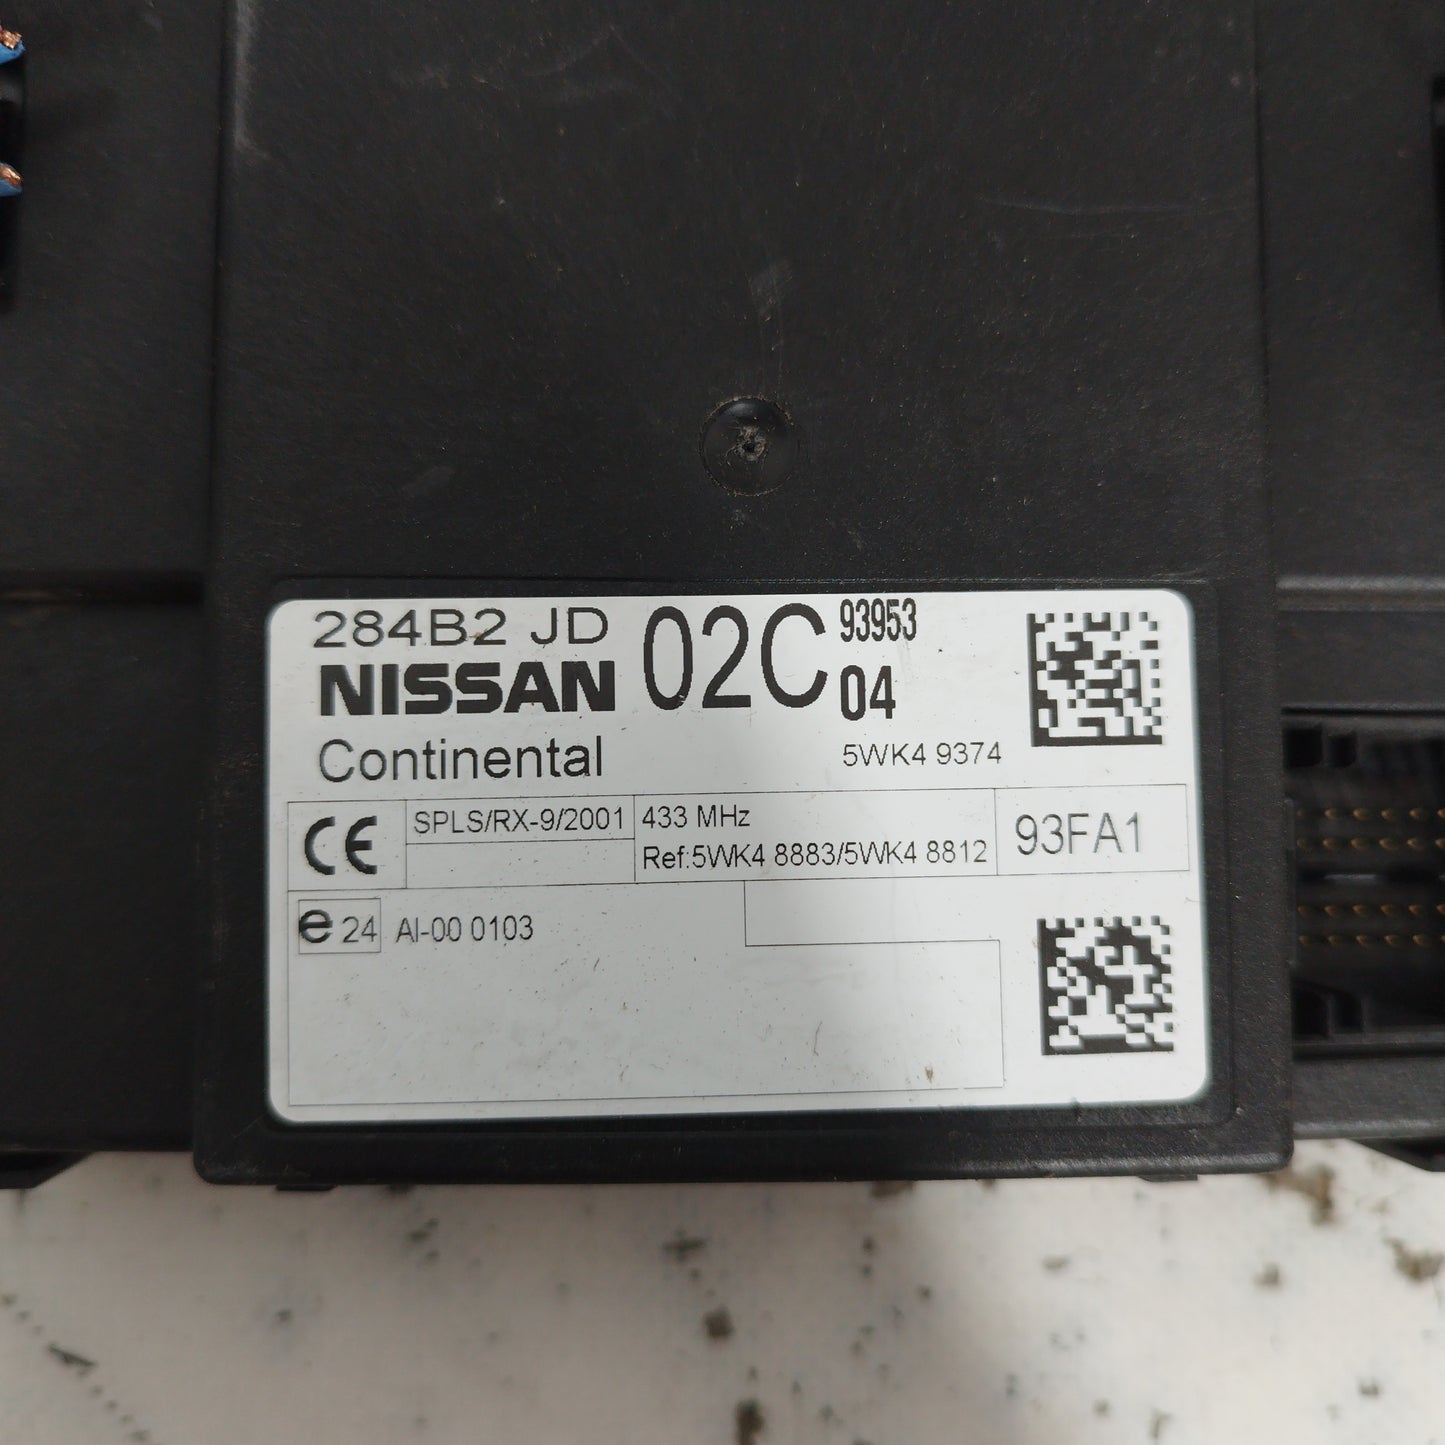 284B2 JD 02C 93953
NISSAN 04
Continental 5WK4 9374
CE SPLS/RX-9/2001 433 MHz 93FA1
Ref:5WK4 8883/5WK4 8812
e24 AI-00 0103